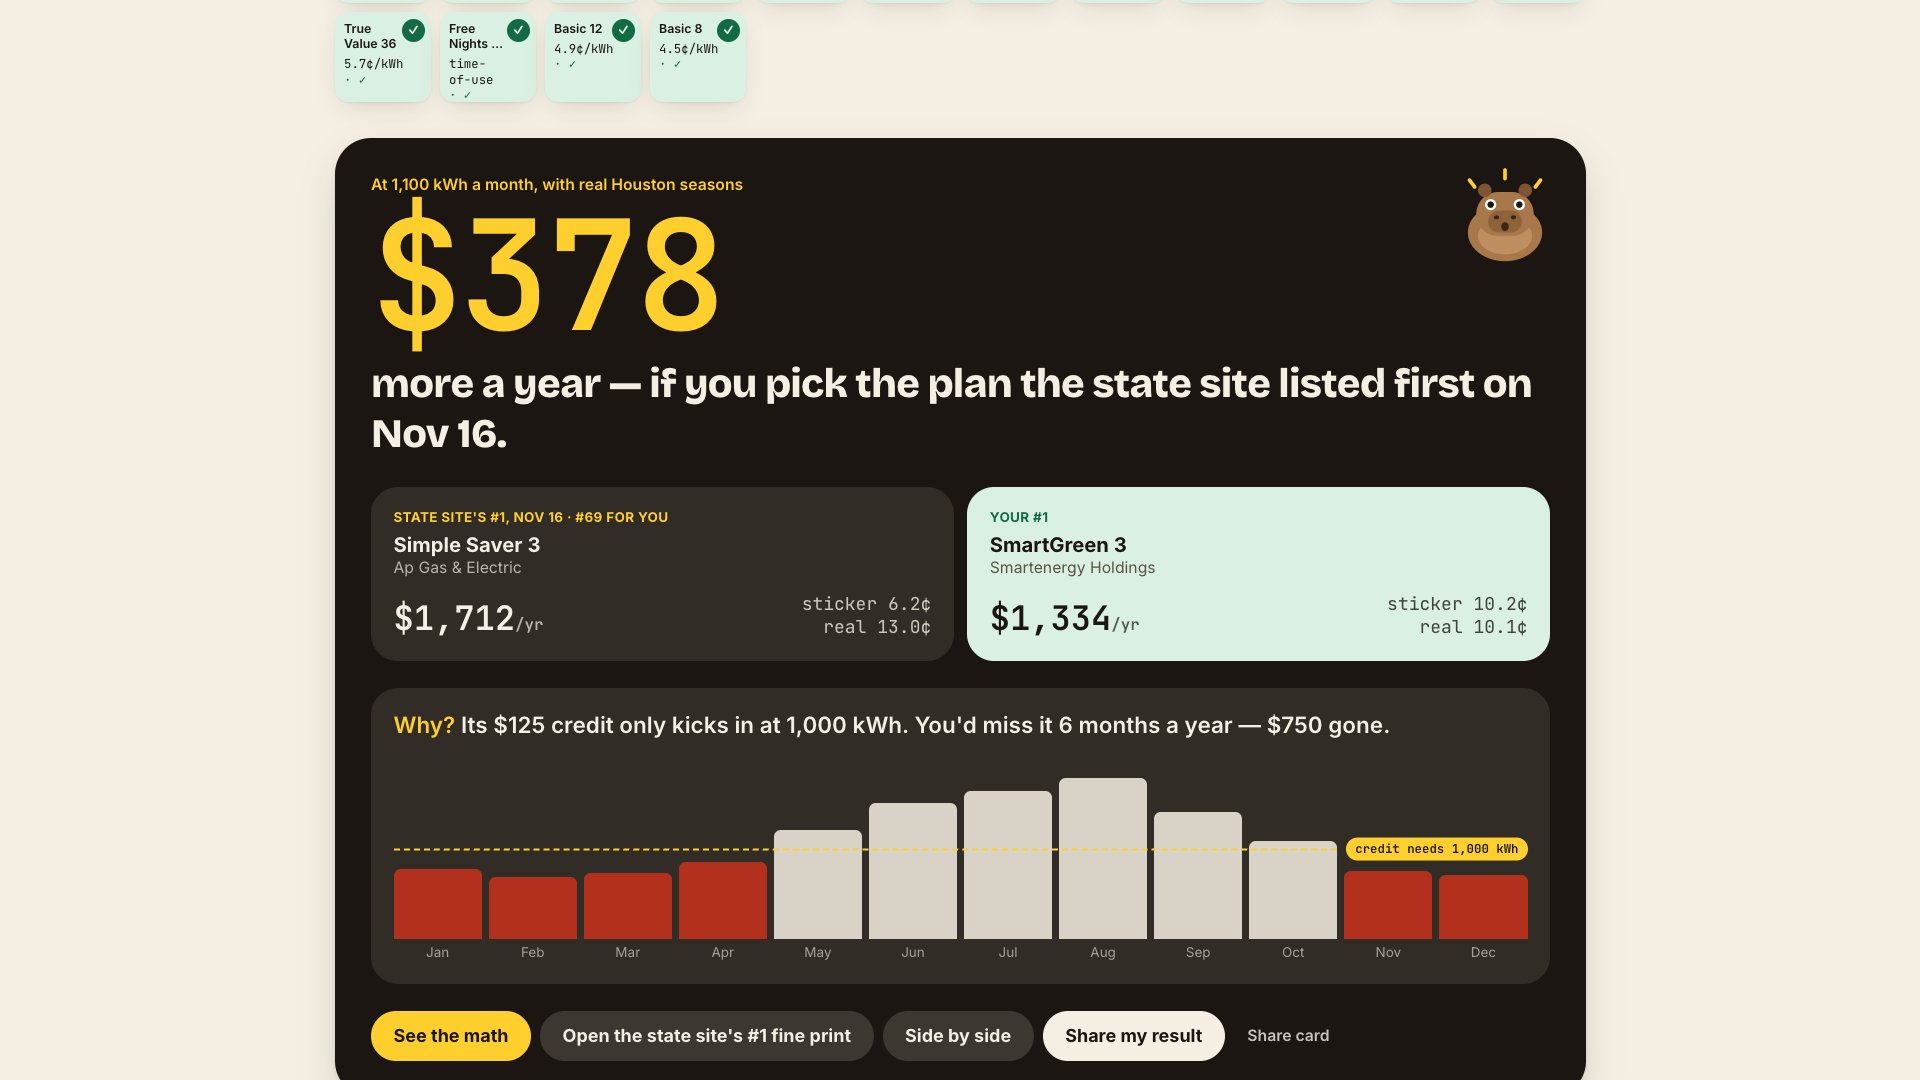 True
Value 36
5.7¢/kWh
· ✓
Free
Nights ...
time-
of-use
· ✓
Basic 12
4.9¢/kWh
· ✓
Basic 8
4.5¢/kWh
· ✓
At 1,100 kWh a month, with real Houston seasons
$378
more a year — if you pick the plan the state site listed first on
Nov 16.
STATE SITE'S #1, NOV 16 · #69 FOR YOU
Simple Saver 3
Ap Gas & Electric
$1,712/yr
sticker 6.2¢
real 13.0¢
YOUR #1
SmartGreen 3
Smartenergy Holdings
$1,334/yr
sticker 10.2¢
real 10.1¢
Why? Its $125 credit only kicks in at 1,000 kWh. You'd miss it 6 months a year — $750 gone.
credit needs 1,000 kWh
Jan Feb Mar Apr May Jun Jul Aug Sep Oct Nov Dec
See the math
Open the state site's #1 fine print
Side by side
Share my result
Share card